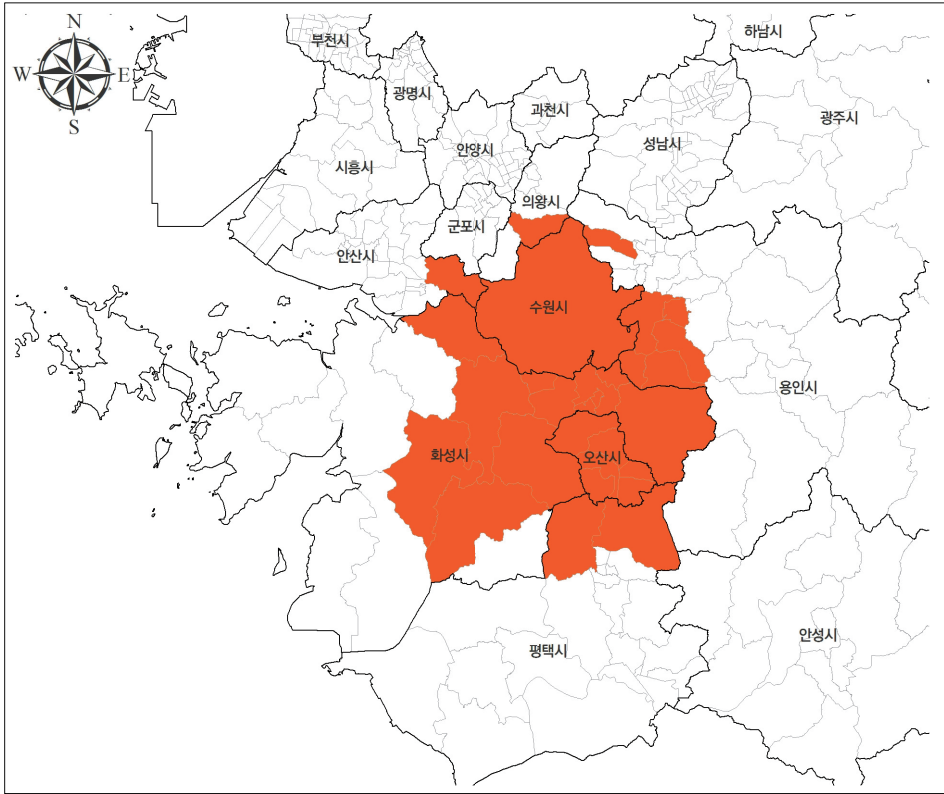 N
W E
S
부천시
하남시
광명시
과천시
광주시
안양시
성남시
시흥시
의왕시
군포시
안산시
수원시
용인시
화성시
오산시
안성시
평택시